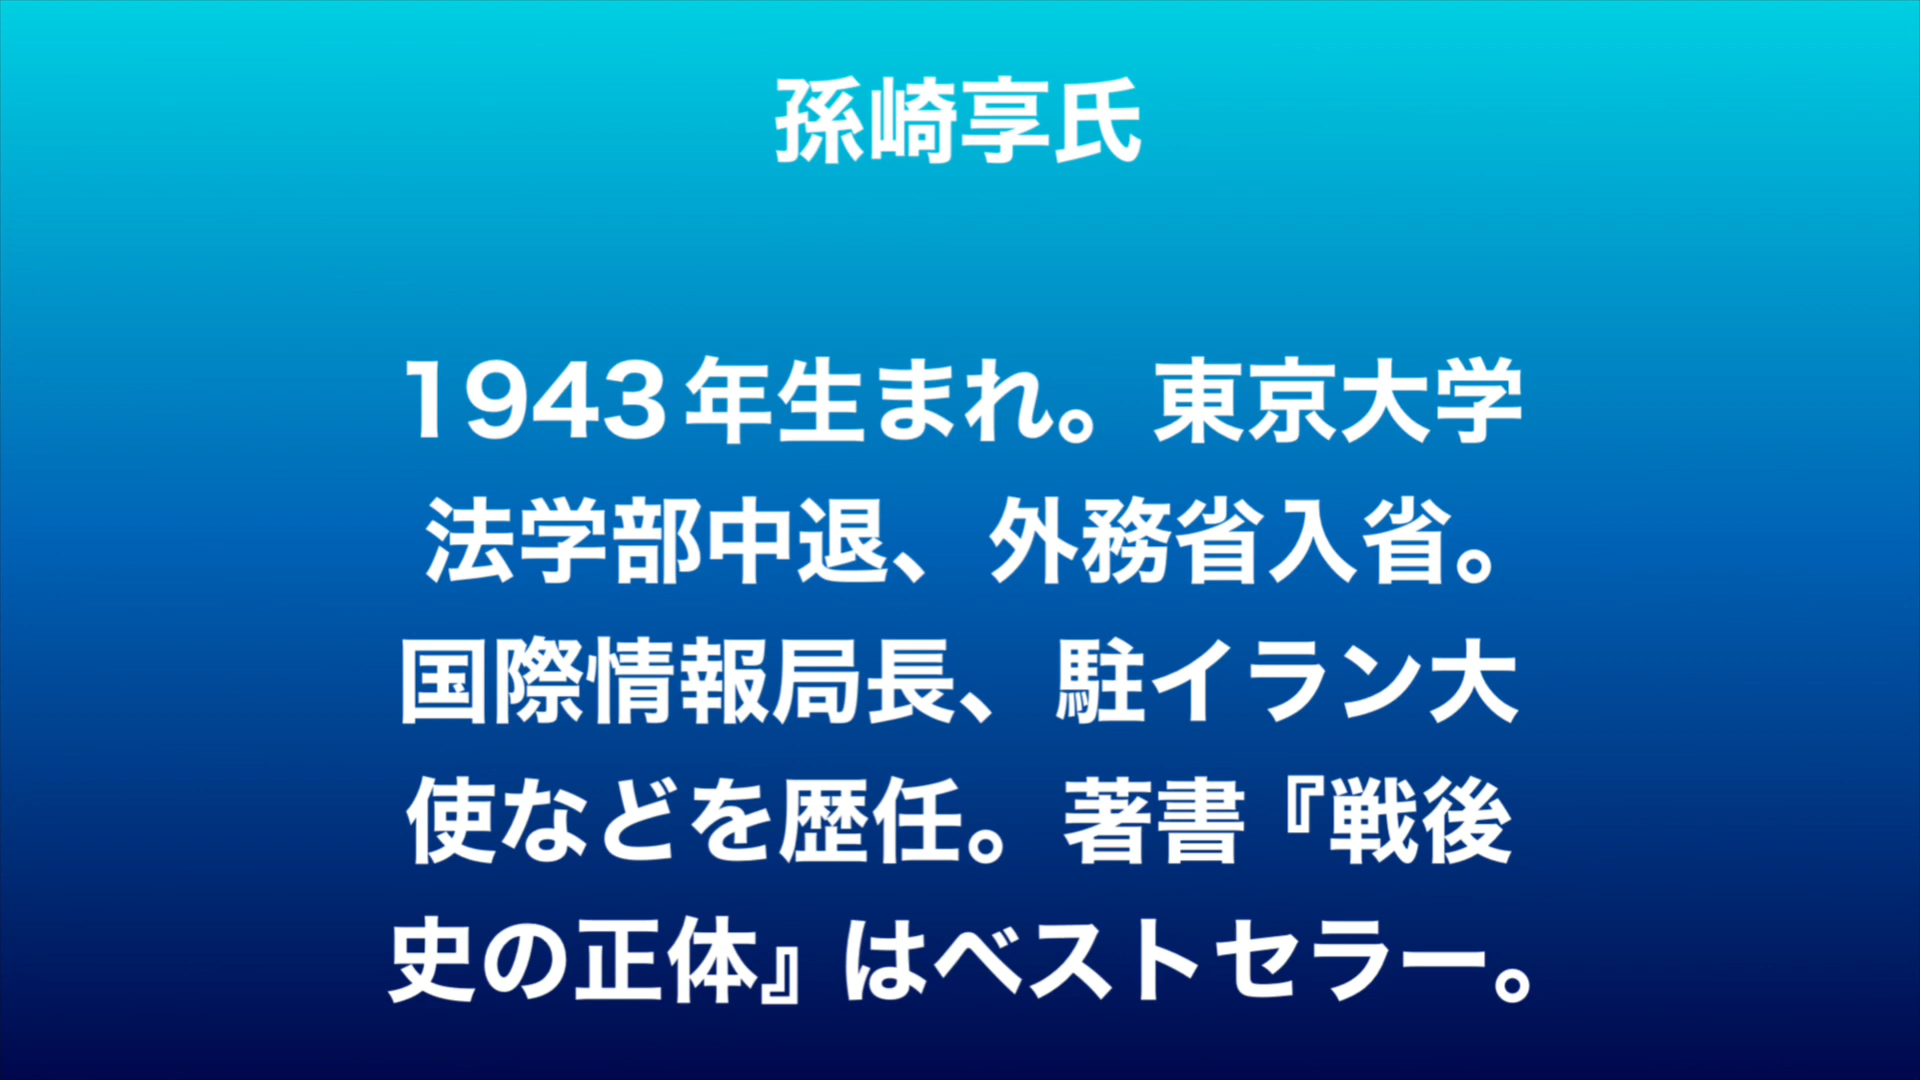 孫崎享氏
1943年生まれ。東京大学
法学部中退、外務省入省。
国際情報局長、駐イラン大
使などを歴任。著書『戦後
史の正体』はベストセラー。